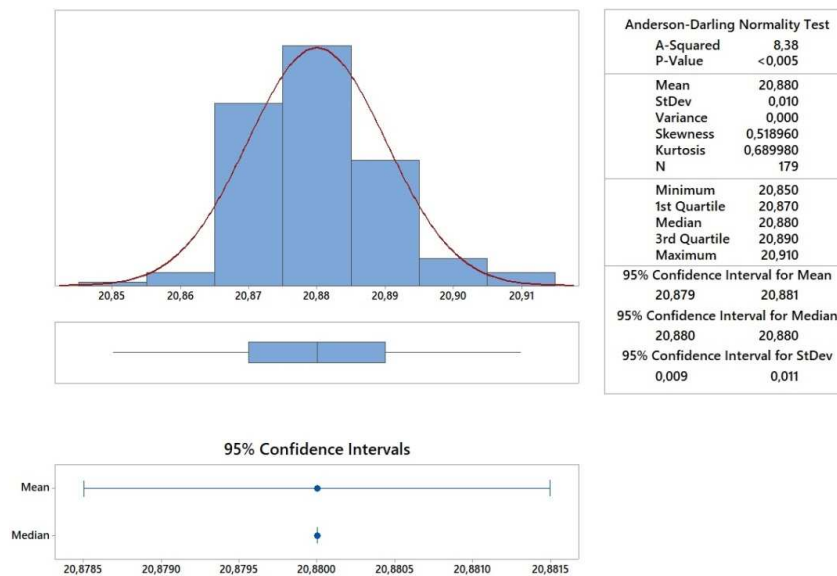 Anderson-Darling Normality Test
A-Squared 8,38
P-Value <0,005
Mean 20,880
StDev 0,010
Variance 0,000
Skewness 0,518960
Kurtosis 0,689980
N 179
Minimum 20,850
1st Quartile 20,870
Median 20,880
3rd Quartile 20,890
Maximum 20,910
95% Confidence Interval for Mean
20,879 20,881
95% Confidence Interval for Median
20,880 20,880
95% Confidence Interval for StDev
0,009 0,011
20,85 20,86 20,87 20,88 20,89 20,90 20,91
95% Confidence Intervals
Mean
Median
20,8785 20,8790 20,8795 20,8800 20,8805 20,8810 20,8815